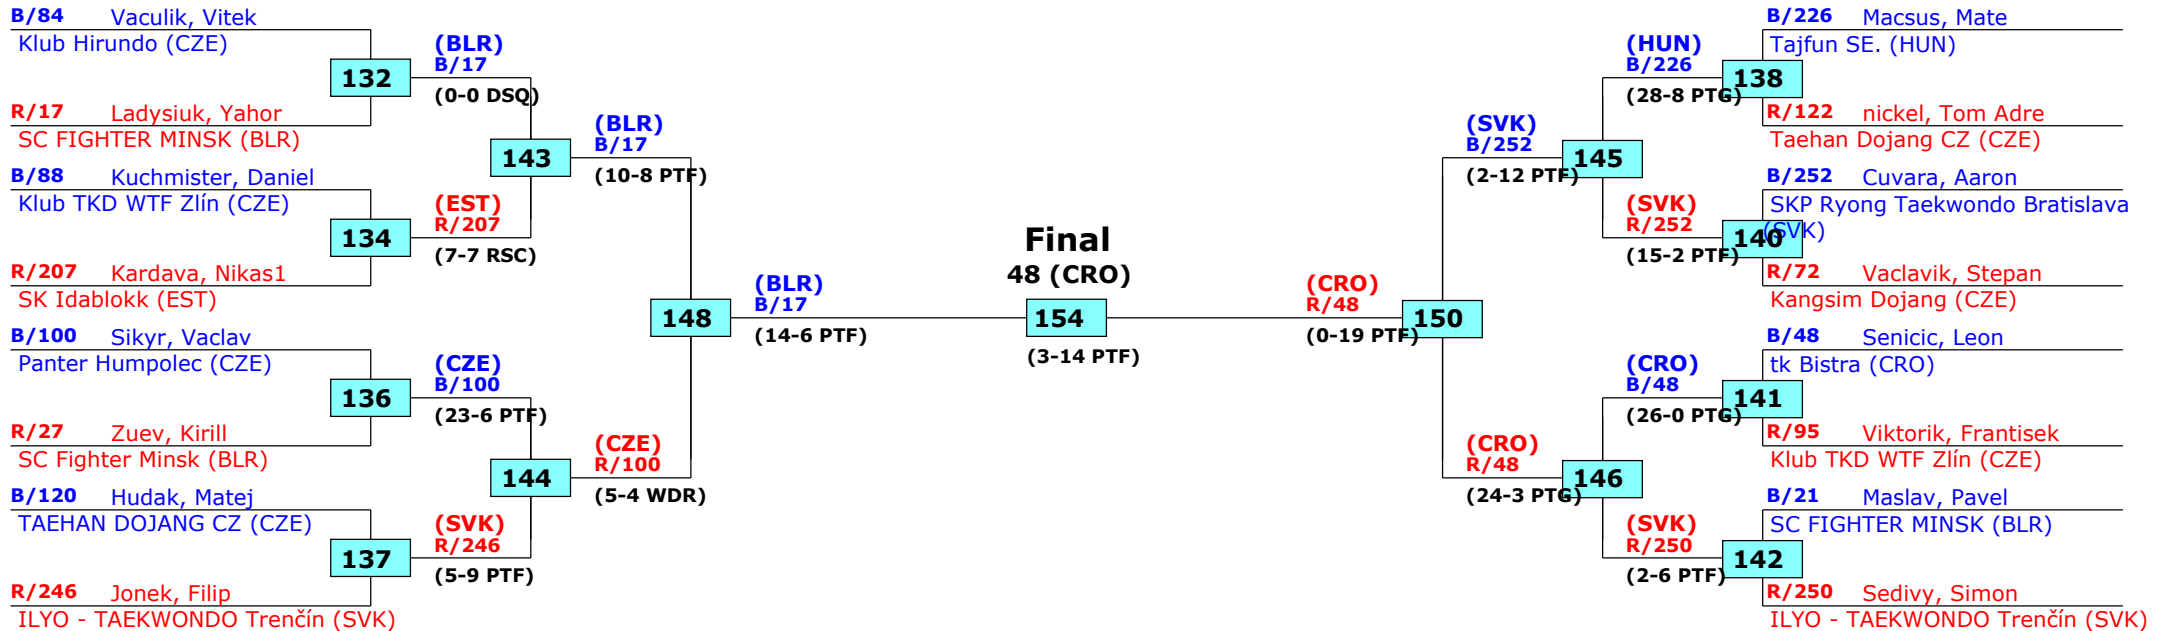 B/84 Vaculik, Vitek
Klub Hirundo (CZE)
132
R/17 Ladysiuk, Yahor
SC FIGHTER MINSK (BLR)
(BLR)
B/17
(0-0 DSQ)
143
B/88 Kuchmister, Daniel
Klub TKD WTF Zlín (CZE)
134
R/207 Kardava, Nikas1
SK Idablokk (EST)
(EST)
R/207
(7-7 RSC)
(BLR)
B/17
(10-8 PTF)
148
B/100 Sikyr, Vaclav
Panter Humpolec (CZE)
136
R/27 Zuev, Kirill
SC Fighter Minsk (BLR)
(CZE)
B/100
(23-6 PTF)
144
B/120 Hudak, Matej
TAEHAN DOJANG CZ (CZE)
137
R/246 Jonek, Filip
ILYO - TAEKWONDO Trenčín (SVK)
(SVK)
R/246
(5-9 PTF)
(CZE)
R/100
(5-4 WDR)
(BLR)
B/17
(14-6 PTF)
Final
48 (CRO)
154
(3-14 PTF)
(CRO)
R/48
(0-19 PTF)
150
(SVK)
B/252
(2-12 PTF)
145
(HUN)
B/226
(28-8 PTG)
138
B/226 Macsus, Mate
Tajfun SE. (HUN)
R/122 nickel, Tom Adre
Taehan Dojang CZ (CZE)
(SVK)
R/252
(15-2 PTF)
140
B/252 Cuvara, Aaron
SKP Ryong Taekwondo Bratislava
(SVK)
R/72 Vaclavik, Stepan
Kangsim Dojang (CZE)
(CRO)
R/48
(24-3 PTG)
146
(CRO)
B/48
(26-0 PTG)
141
B/48 Senicic, Leon
tk Bistra (CRO)
R/95 Viktorik, Frantisek
Klub TKD WTF Zlín (CZE)
(SVK)
R/250
(2-6 PTF)
142
B/21 Maslav, Pavel
SC FIGHTER MINSK (BLR)
R/250 Sedivy, Simon
ILYO - TAEKWONDO Trenčín (SVK)